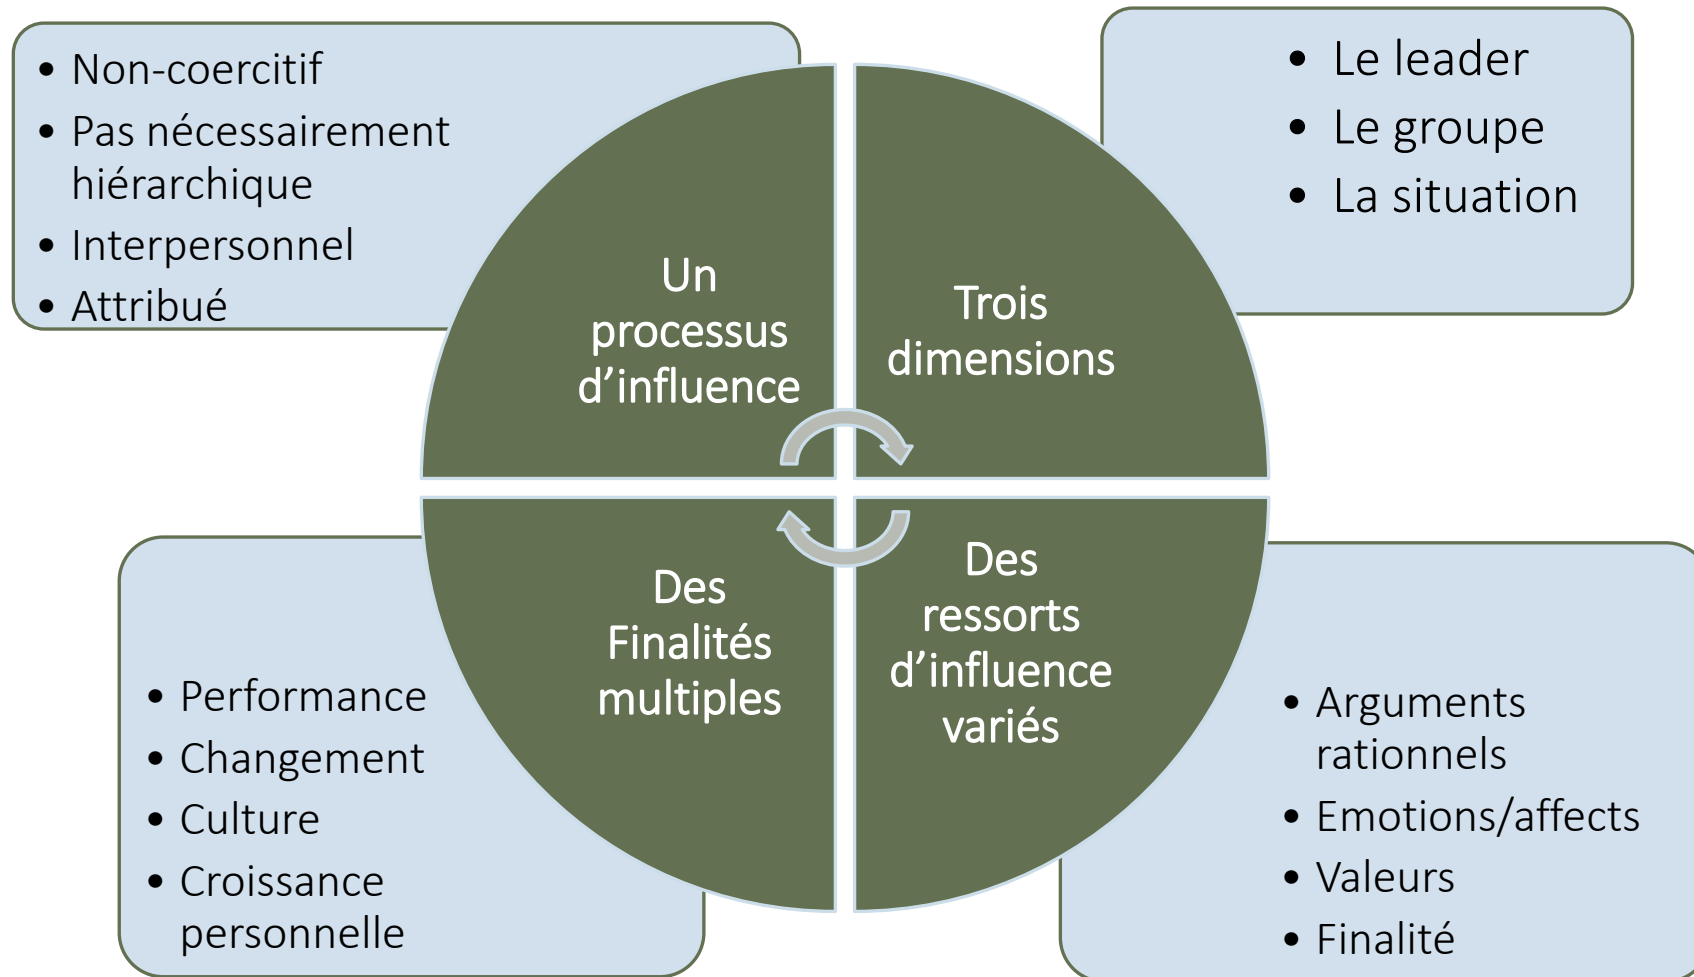 • Non-coercitif
• Pas nécessairement
hiérarchique
• Interpersonnel
• Attribué
Un
processus
d’influence
• Le leader
• Le groupe
• La situation
Trois
dimensions
Des
Finalités
multiples
• Performance
• Changement
• Culture
• Croissance
personnelle
Des
ressorts
d’influence
variés
• Arguments
rationnels
• Emotions/affects
• Valeurs
• Finalité